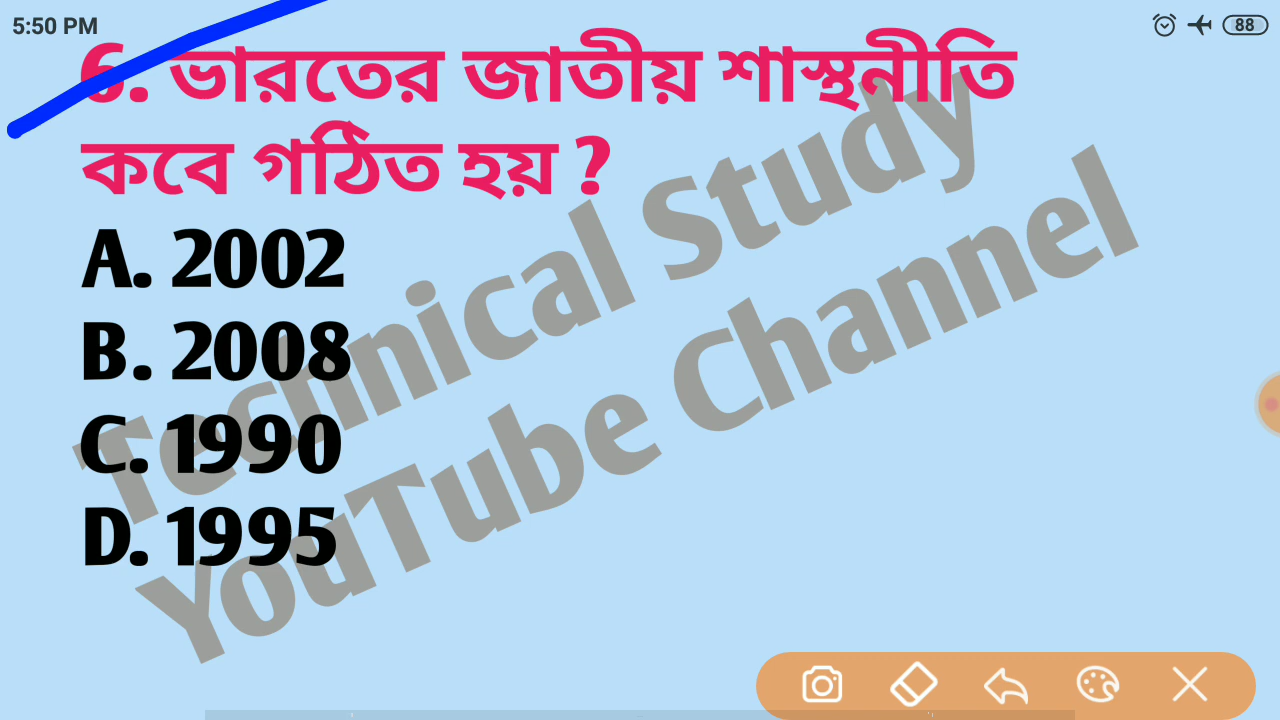 5:50 PM
88
6. ভারতের জাতীয় শাস্থনীতি
কবে গঠিত হয় ?
A. 2002
B. 2008
C. 1990
D. 1995
Technical Study
YouTube Channel